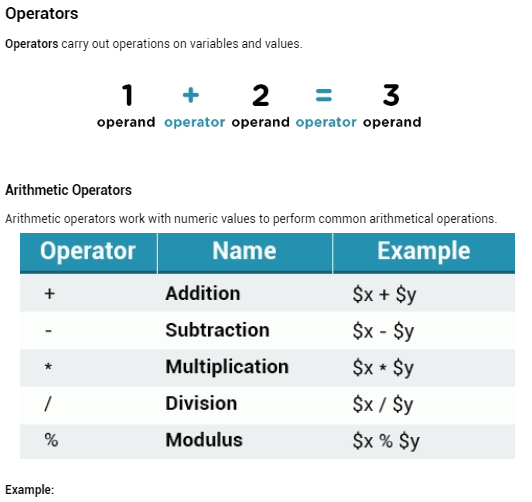 Operators
Operators carry out operations on variables and values.
1 + 2 = 3
operand operator operand operator operand
Arithmetic Operators
Arithmetic operators work with numeric values to perform common arithmetical operations.
Operator Name Example
+ Addition $x + $y
- Subtraction $x - $y
* Multiplication $x * $y
/ Division $x / $y
% Modulus $x % $y
Example: